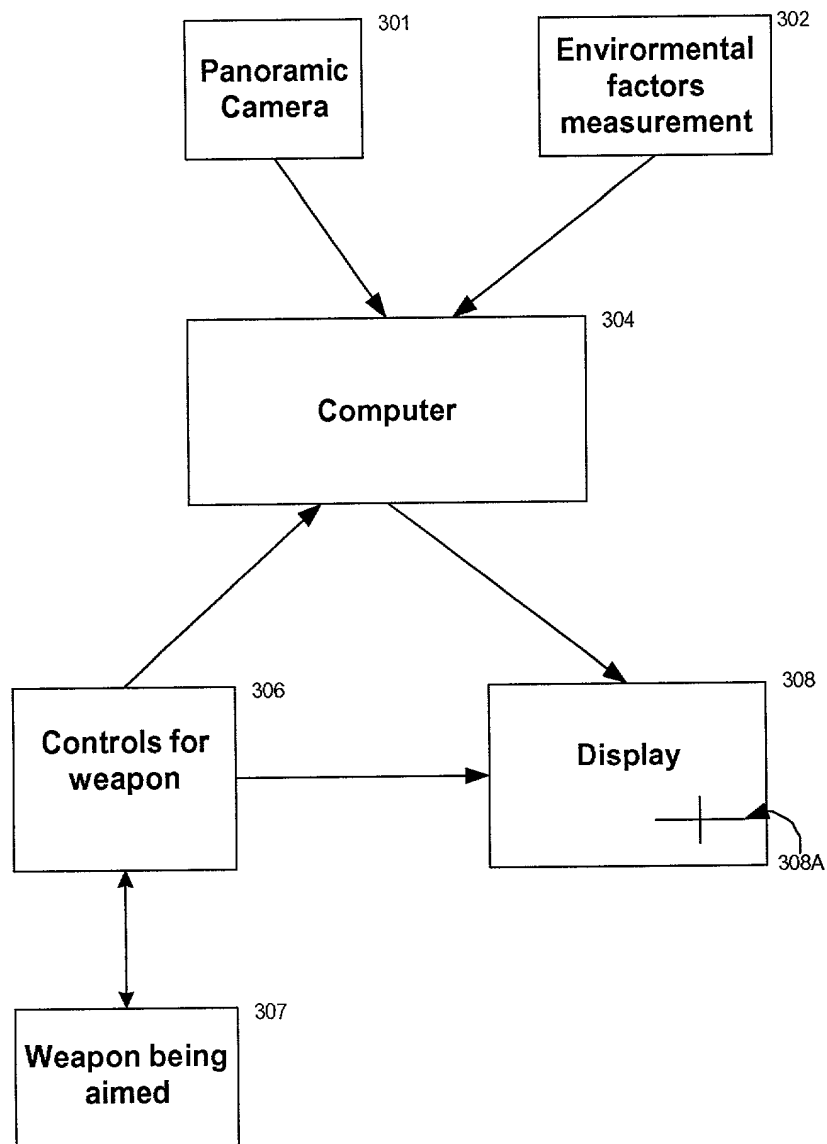 301
Panoramic
Camera
302
Envirormental
factors
measurement
304
Computer
306
Controls for
weapon
308
Display
308A
307
Weapon being
aimed